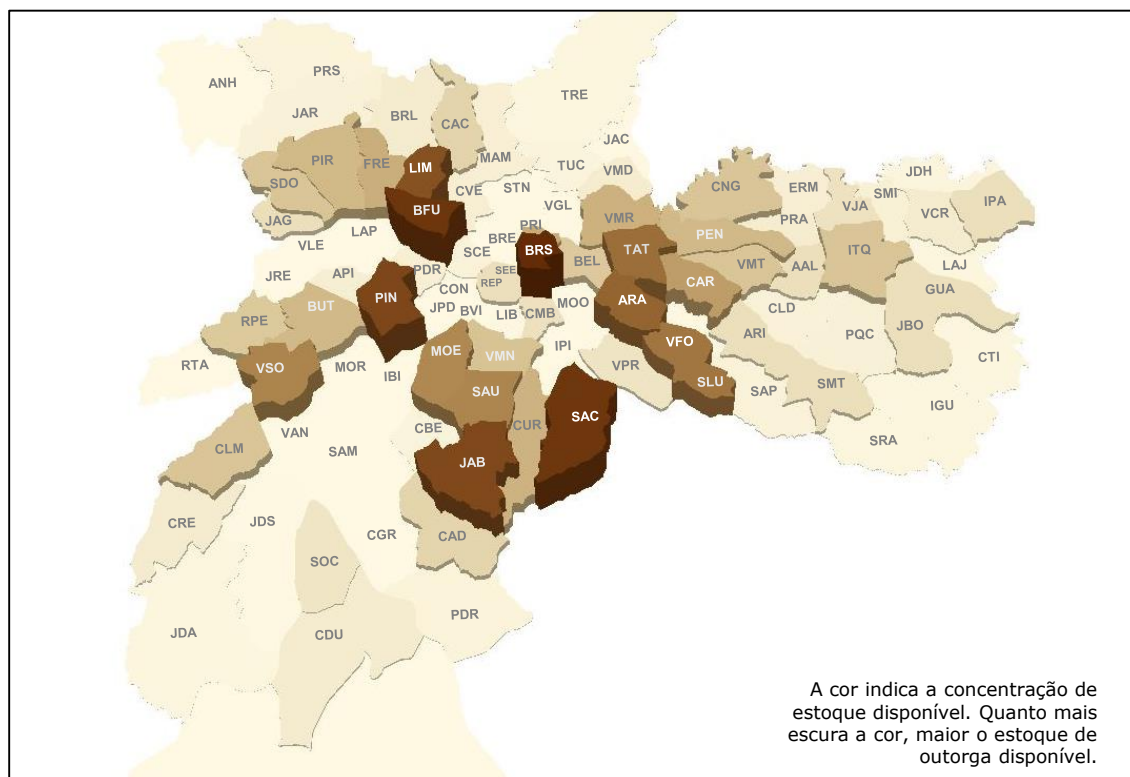 ANH
PRS
TRE
JAR
BRL
CAC
JAC
PIR
FRE
LIM
MAM
TUC
VMD
SDO
CVE
STN
CNG
ERM
SMI
JDH
JAG
BFU
VGL
VMR
PRA
VJA
VCR
IPA
VLE
LAP
PRI
BRE
SCE
BRS
TAT
PEN
ITQ
JRE
API
PDR
SEE
REP
BEL
VMT
AAL
LAJ
PIN
CON
CAR
GUA
RPE
BUT
JPD
BVI
LIB
CMB
MOO
ARA
CLD
JBO
RTA
VSO
MOR
IBI
MOE
VMN
IPI
VPR
VFO
ARI
PQC
CTI
SAU
SLU
SAP
SMT
IGU
CLM
VAN
SAM
CBE
CUR
SAC
SRA
JAB
CRE
JDS
CGR
CAD
SOC
PDR
JDA
CDU
A cor indica a concentração de
estoque disponível. Quanto mais
escura a cor, maior o estoque de
outorga disponível.